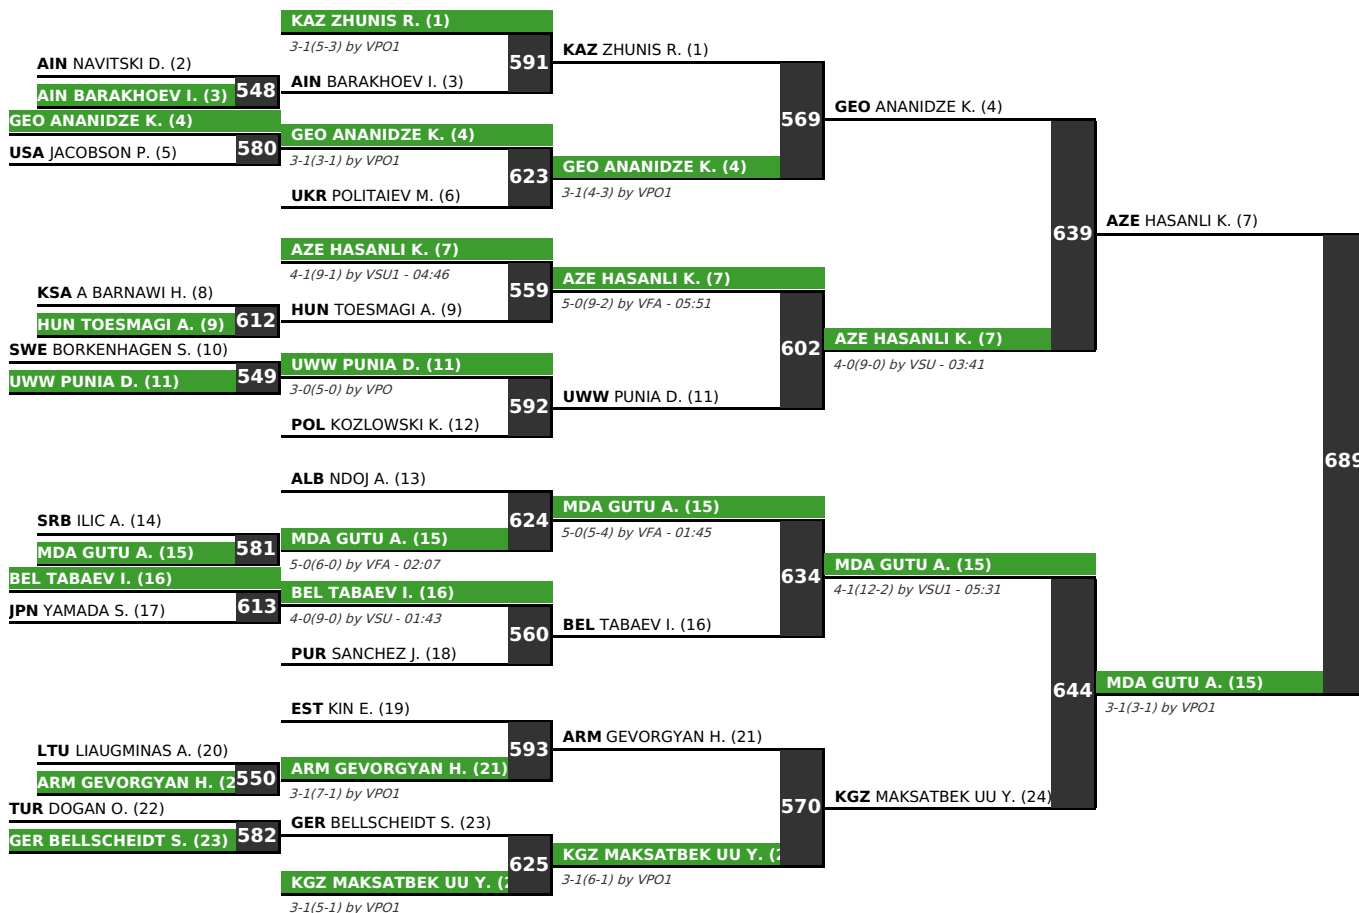 KAZ ZHUNIS R. (1)
3-1(5-3) by VPO1
591
AIN BARAKHOEV I. (3)
AIN NAVITSKI D. (2)
AIN BARAKHOEV I. (3)
548
GEO ANANIDZE K. (4)
USA JACOBSON P. (5)
580
GEO ANANIDZE K. (4)
3-1(3-1) by VPO1
623
UKR POLITAIEV M. (6)
KAZ ZHUNIS R. (1)
569
GEO ANANIDZE K. (4)
3-1(4-3) by VPO1
GEO ANANIDZE K. (4)
639
AZE HASANLI K. (7)
4-1(9-1) by VSU1 - 04:46
559
HUN TOESMAGI A. (9)
KSA A BARNAWI H. (8)
HUN TOESMAGI A. (9)
612
SWE BORKENHAGEN S. (10)
UWW PUNIA D. (11)
549
UWW PUNIA D. (11)
3-0(5-0) by VPO
592
POL KOZLOWSKI K. (12)
AZE HASANLI K. (7)
5-0(9-2) by VFA - 05:51
602
UWW PUNIA D. (11)
AZE HASANLI K. (7)
4-0(9-0) by VSU - 03:41
AZE HASANLI K. (7)
689
ALB NDOJ A. (13)
624
MDA GUTU A. (15)
5-0(6-0) by VFA - 02:07
SRB ILIC A. (14)
MDA GUTU A. (15)
581
BEL TABAEV I. (16)
JPN YAMADA S. (17)
613
BEL TABAEV I. (16)
4-0(9-0) by VSU - 01:43
560
PUR SANCHEZ J. (18)
MDA GUTU A. (15)
5-0(5-4) by VFA - 01:45
634
BEL TABAEV I. (16)
MDA GUTU A. (15)
4-1(12-2) by VSU1 - 05:31
644
MDA GUTU A. (15)
3-1(3-1) by VPO1
EST KIN E. (19)
593
ARM GEVORGYAN H. (21)
3-1(7-1) by VPO1
LTU LIAUGMINAS A. (20)
ARM GEVORGYAN H. (2
550
TUR DOGAN O. (22)
GER BELLSCHEIDT S. (23)
582
GER BELLSCHEIDT S. (23)
625
KGZ MAKSATBEK UU Y. (2
3-1(5-1) by VPO1
ARM GEVORGYAN H. (21)
570
KGZ MAKSATBEK UU Y. (2
3-1(6-1) by VPO1
KGZ MAKSATBEK UU Y. (24)